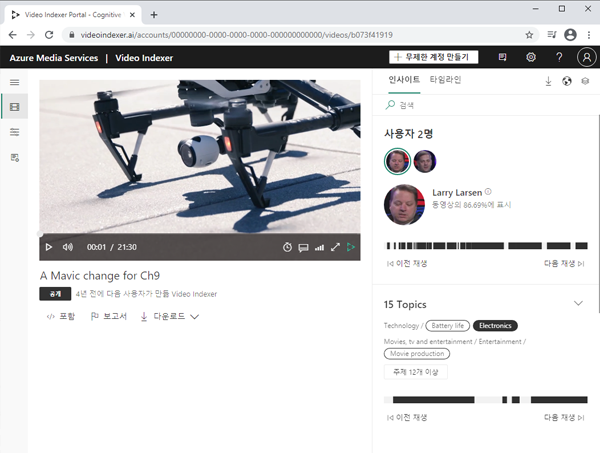 Video Indexer Portal - Cognitive
videoindexer.ai/accounts/00000000-0000-0000-0000-000000000000/videos/b073f41919
Azure Media Services | Video Indexer
+ 무제한 계정 만들기
인사이트 타임라인
검색
사용자 2명
Larry Larsen
동영상의 86.69%에 표시
이전 재생 다음 재생
00:01 / 21:30
A Mavic change for Ch9
공개 4년 전에 다음 사용자가 만듦 Video Indexer
</> 포함 보고서 다운로드
15 Topics
Technology / Battery life Electronics
Movies, tv and entertainment / Entertainment /
Movie production
주제 12개 이상
이전 재생 다음 재생